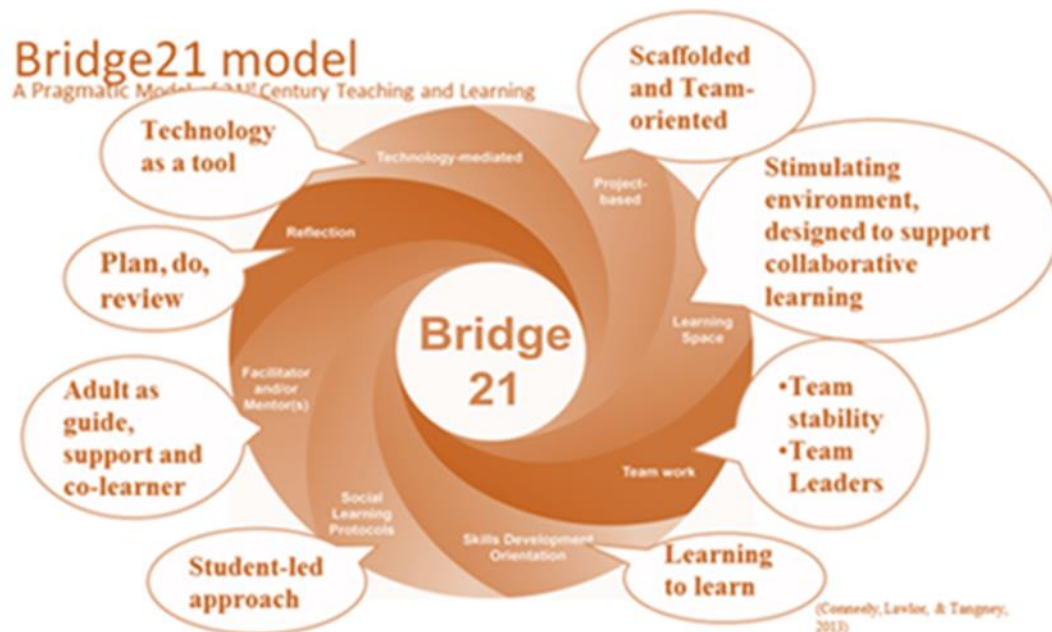 Bridge21 model
A Pragmatic Model of 21st Century Teaching and Learning
Scaffolded
and Team-
oriented
Technology
as a tool
Technology-mediated
Project-
based
Stimulating
environment,
designed to support
collaborative
learning
Reflection
Plan, do,
review
Learning
Space
Bridge
21
Facilitator
and/or
Mentor(s)
Adult as
guide,
support and
co-learner
•Team
stability
•Team
Leaders
Team work
Social
Learning
Protocols
Skills Development
Orientation
Student-led
approach
Learning
to learn
(Conneely, Lawlor, & Tangney,
2013)